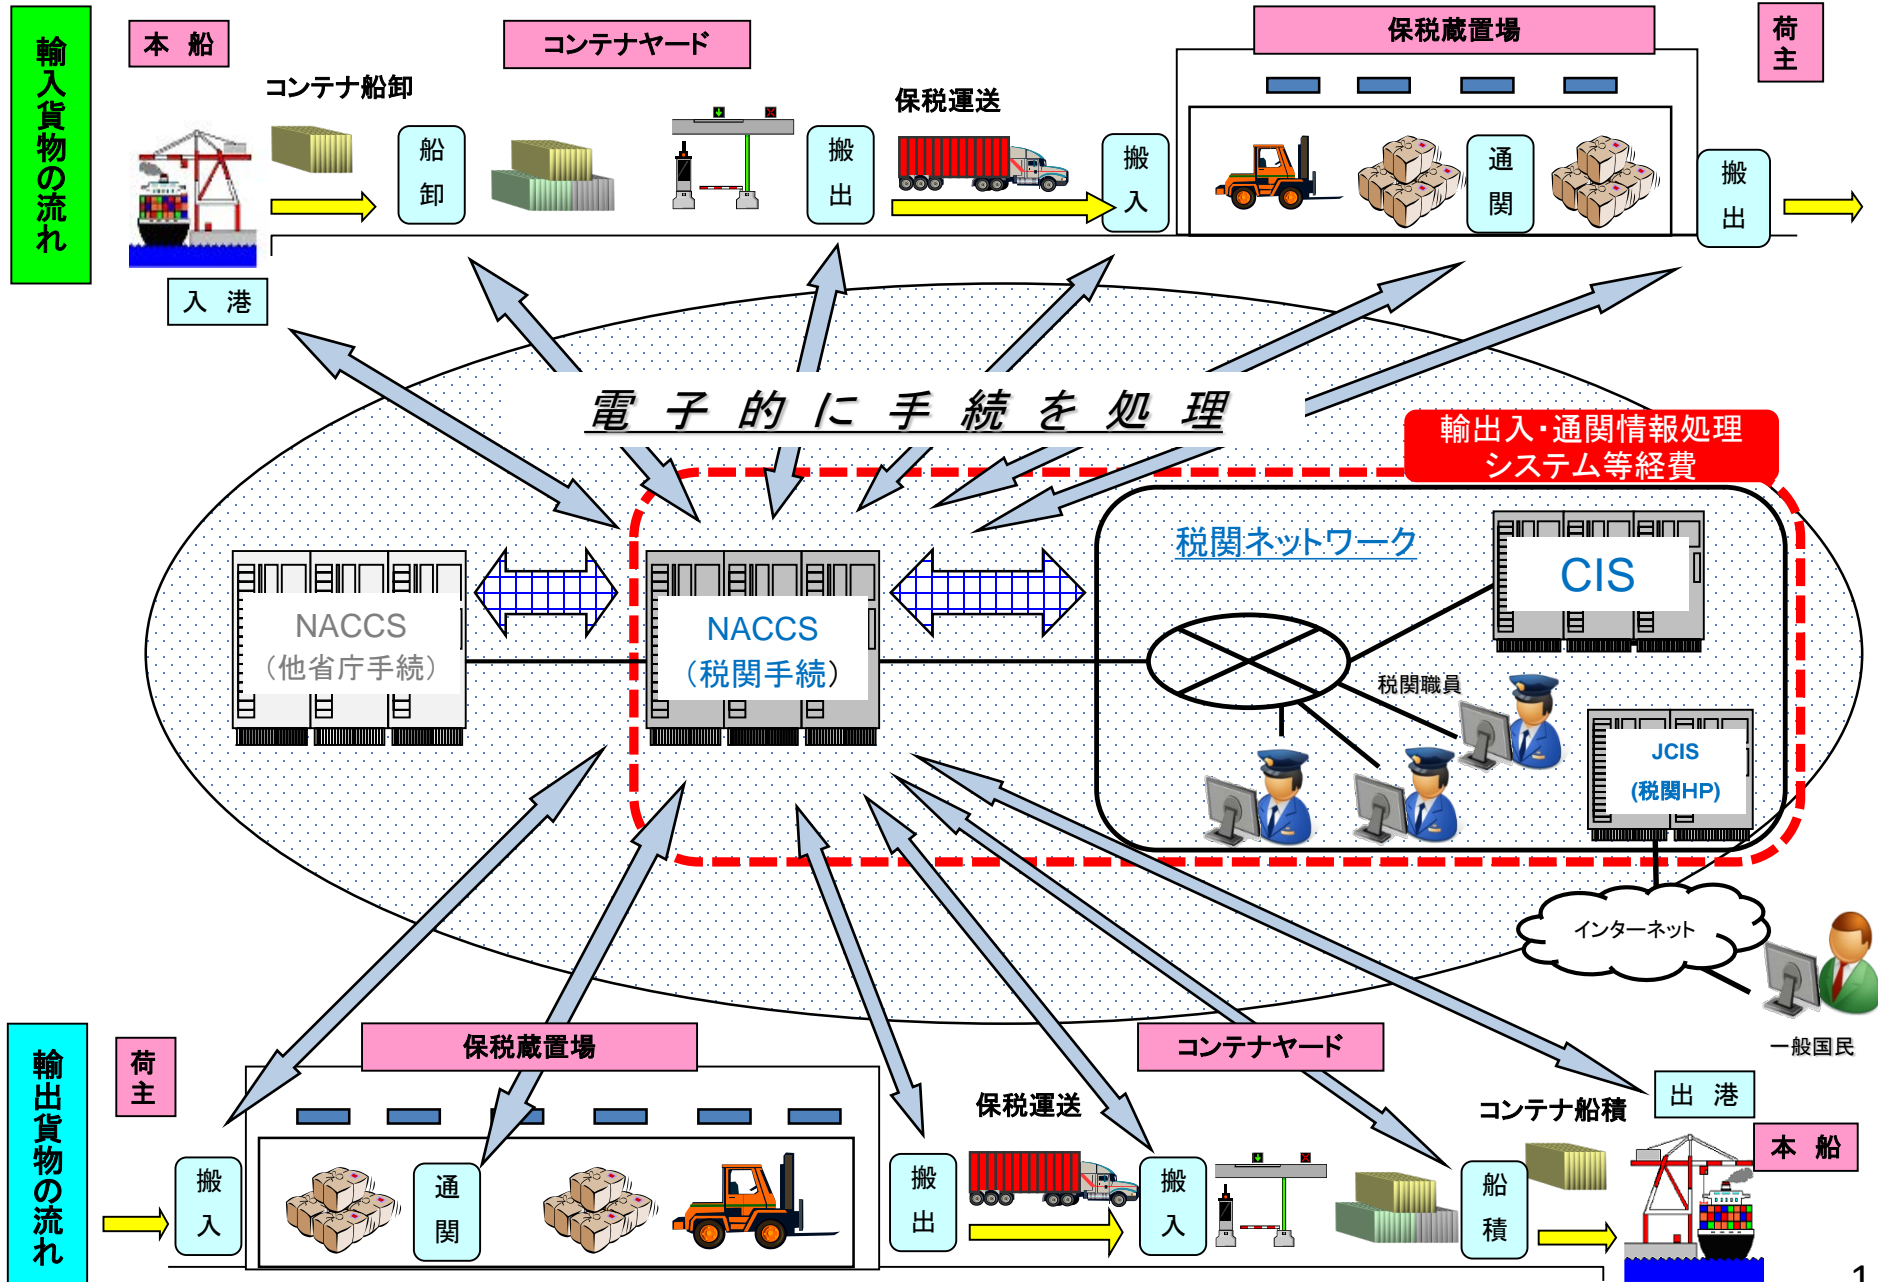 輸入貨物の流れ
本 船
コンテナヤード
保税蔵置場
荷主
コンテナ船卸
船卸
搬出
保税運送
搬入
通関
搬出
入 港
電 子 的 に 手 続 を 処 理
輸出入・通関情報処理
システム等経費
税関ネットワーク
CIS
NACCS
(他省庁手続)
NACCS
(税関手続)
税関職員
JCIS
(税関HP)
インターネット
一般国民
輸出貨物の流れ
荷主
保税蔵置場
コンテナヤード
出 港
本 船
搬入
通関
搬出
保税運送
搬入
コンテナ船積
船積
1